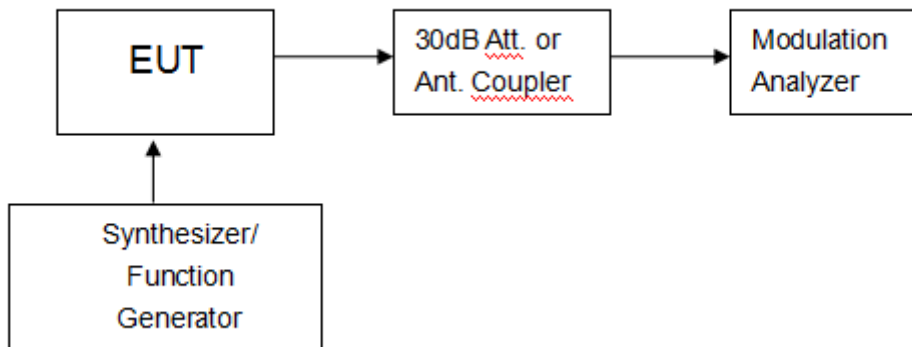 EUT
30dB Att. or
Ant. Coupler
Modulation
Analyzer
Synthesizer/
Function
Generator